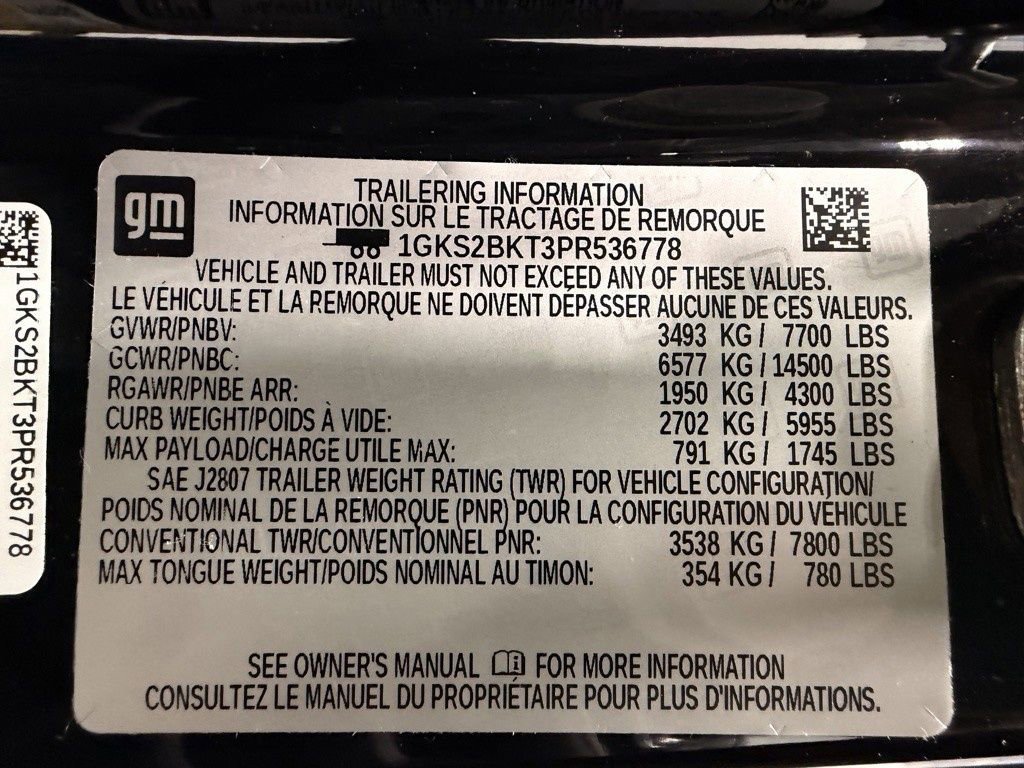 gm
TRAILERING INFORMATION
INFORMATION SUR LE TRACTAGE DE REMORQUE
1GKS2BKT3PR536778
VEHICLE AND TRAILER MUST NOT EXCEED ANY OF THESE VALUES.
LE VÉHICULE ET LA REMORQUE NE DOIVENT DÉPASSER AUCUNE DE CES VALEURS.
GVWR/PNBV: 3493 KG / 7700 LBS
GCWR/PNBC: 6577 KG / 14500 LBS
RGAWR/PNBE ARR: 1950 KG / 4300 LBS
CURB WEIGHT/POIDS À VIDE: 2702 KG / 5955 LBS
MAX PAYLOAD/CHARGE UTILE MAX: 791 KG / 1745 LBS
SAE J2807 TRAILER WEIGHT RATING (TWR) FOR VEHICLE CONFIGURATION/
POIDS NOMINAL DE LA REMORQUE (PNR) POUR LA CONFIGURATION DU VÉHICULE
CONVENTIONAL TWR/CONVENTIONNEL PNR: 3538 KG / 7800 LBS
MAX TONGUE WEIGHT/POIDS NOMINAL AU TIMON: 354 KG / 780 LBS
SEE OWNER'S MANUAL FOR MORE INFORMATION
CONSULTEZ LE MANUEL DU PROPRIÉTAIRE POUR PLUS D'INFORMATIONS.
1GKS2BKT3PR536778